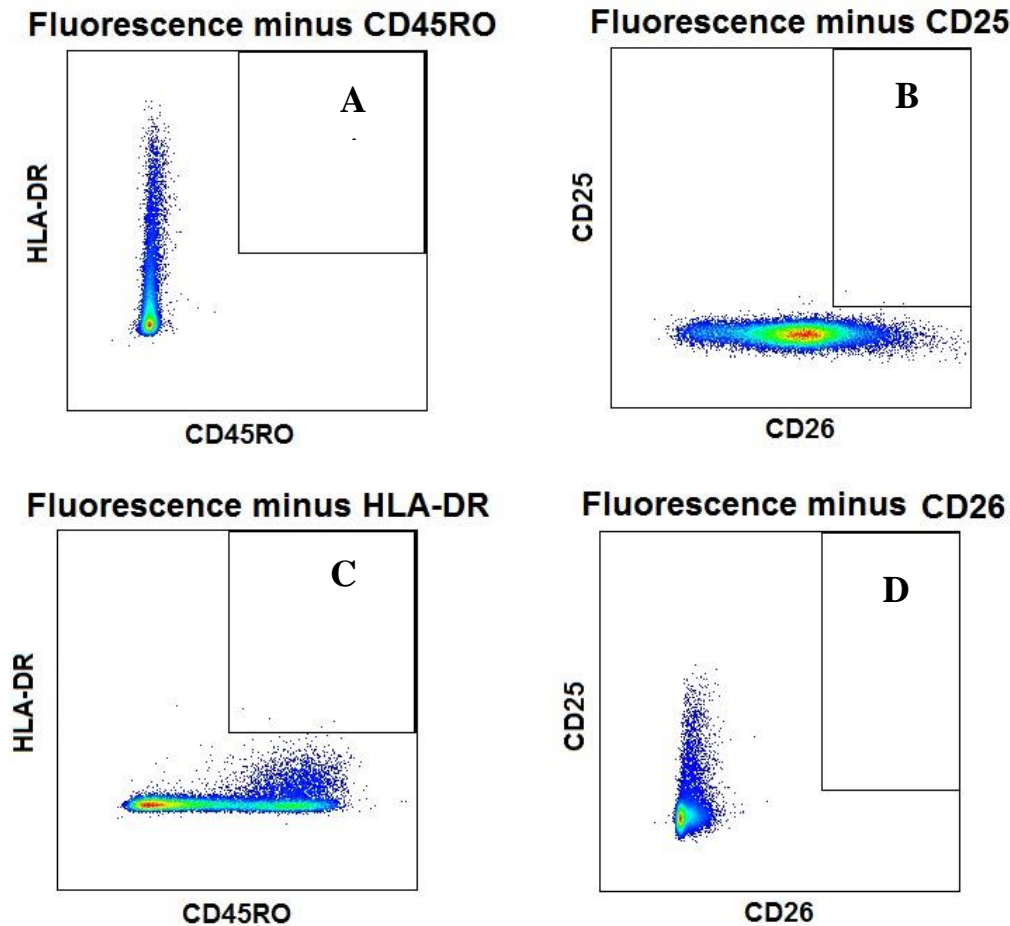 Fluorescence minus CD45RO
A
HLA-DR
CD45RO
Fluorescence minus CD25
B
CD25
CD26
Fluorescence minus HLA-DR
C
HLA-DR
CD45RO
Fluorescence minus CD26
D
CD25
CD26